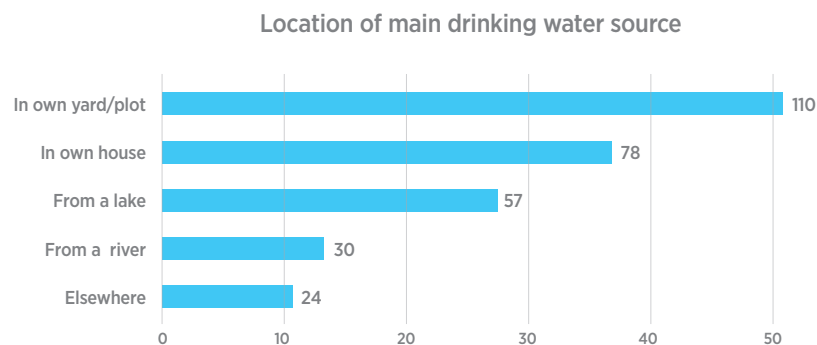 Location of main drinking water source
In own yard/plot 110
In own house 78
From a lake 57
From a river 30
Elsewhere 24
0 10 20 30 40 50